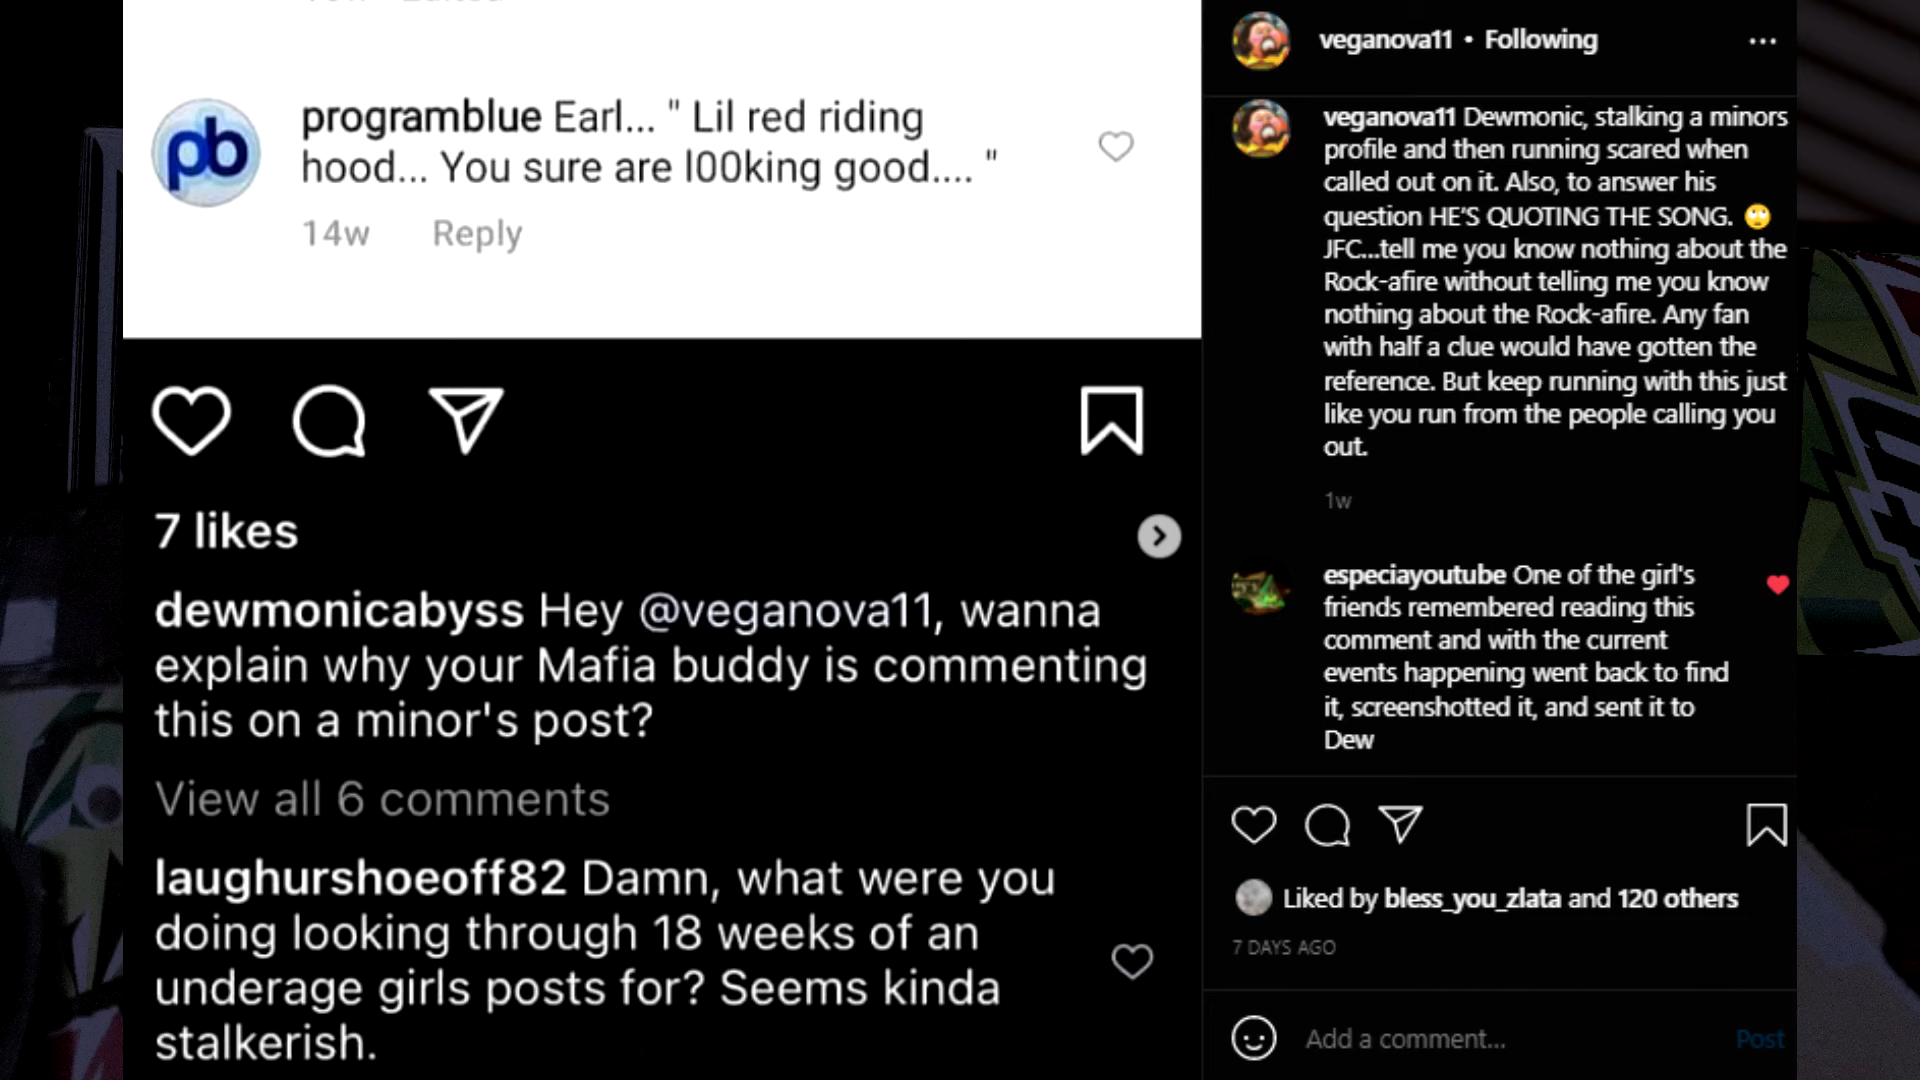 pb
programblue Earl... " Lil red riding
hood... You sure are l00king good.... "
14w Reply
7 likes
dewmonicabyss Hey @veganova11, wanna
explain why your Mafia buddy is commenting
this on a minor's post?
View all 6 comments
laughurshoeoff82 Damn, what were you
doing looking through 18 weeks of an
underage girls posts for? Seems kinda
stalkerish.
veganova11 • Following
veganova11 Dewmonic, stalking a minors
profile and then running scared when
called out on it. Also, to answer his
question HE'S QUOTING THE SONG. 🙄
JFC...tell me you know nothing about the
Rock-afire without telling me you know
nothing about the Rock-afire. Any fan
with half a clue would have gotten the
reference. But keep running with this just
like you run from the people calling you
out.
1w
especiayoutube One of the girl's
friends remembered reading this
comment and with the current
events happening went back to find
it, screenshotted it, and sent it to
Dew
Liked by bless_you_zlata and 120 others
7 DAYS AGO
Add a comment...
Post